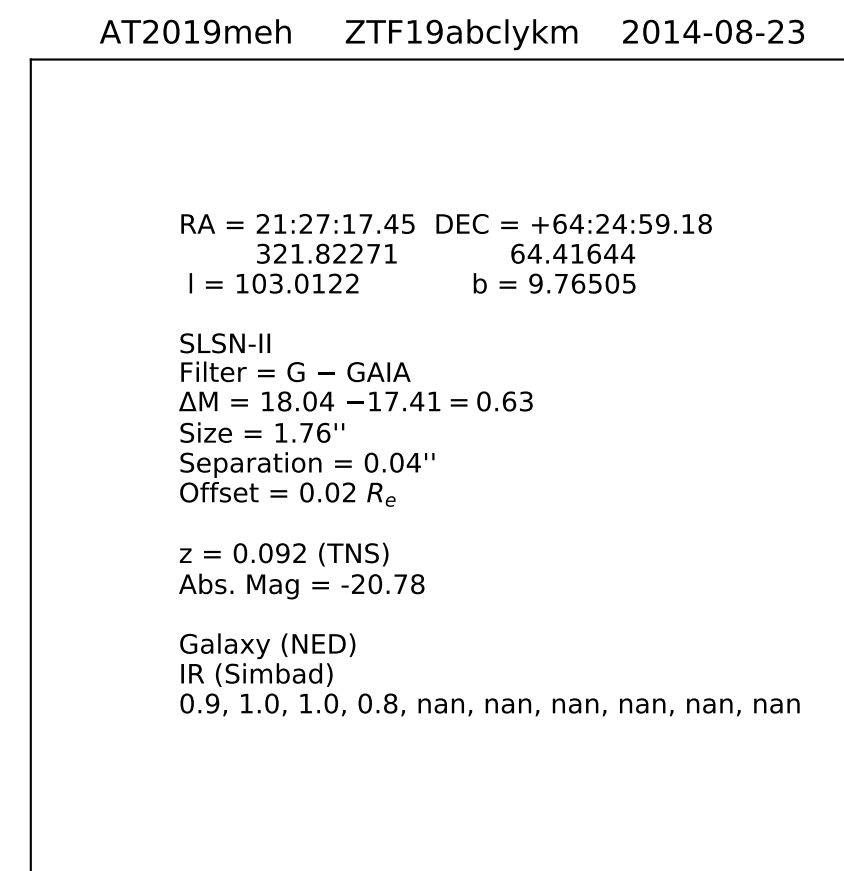 AT2019meh ZTF19abclykm 2014-08-23
RA = 21:27:17.45 DEC = +64:24:59.18
321.82271 64.41644
l = 103.0122 b = 9.76505
SLSN-II
Filter = G − GAIA
ΔM = 18.04 −17.41 = 0.63
Size = 1.76''
Separation = 0.04''
Offset = 0.02 Re
z = 0.092 (TNS)
Abs. Mag = -20.78
Galaxy (NED)
IR (Simbad)
0.9, 1.0, 1.0, 0.8, nan, nan, nan, nan, nan, nan